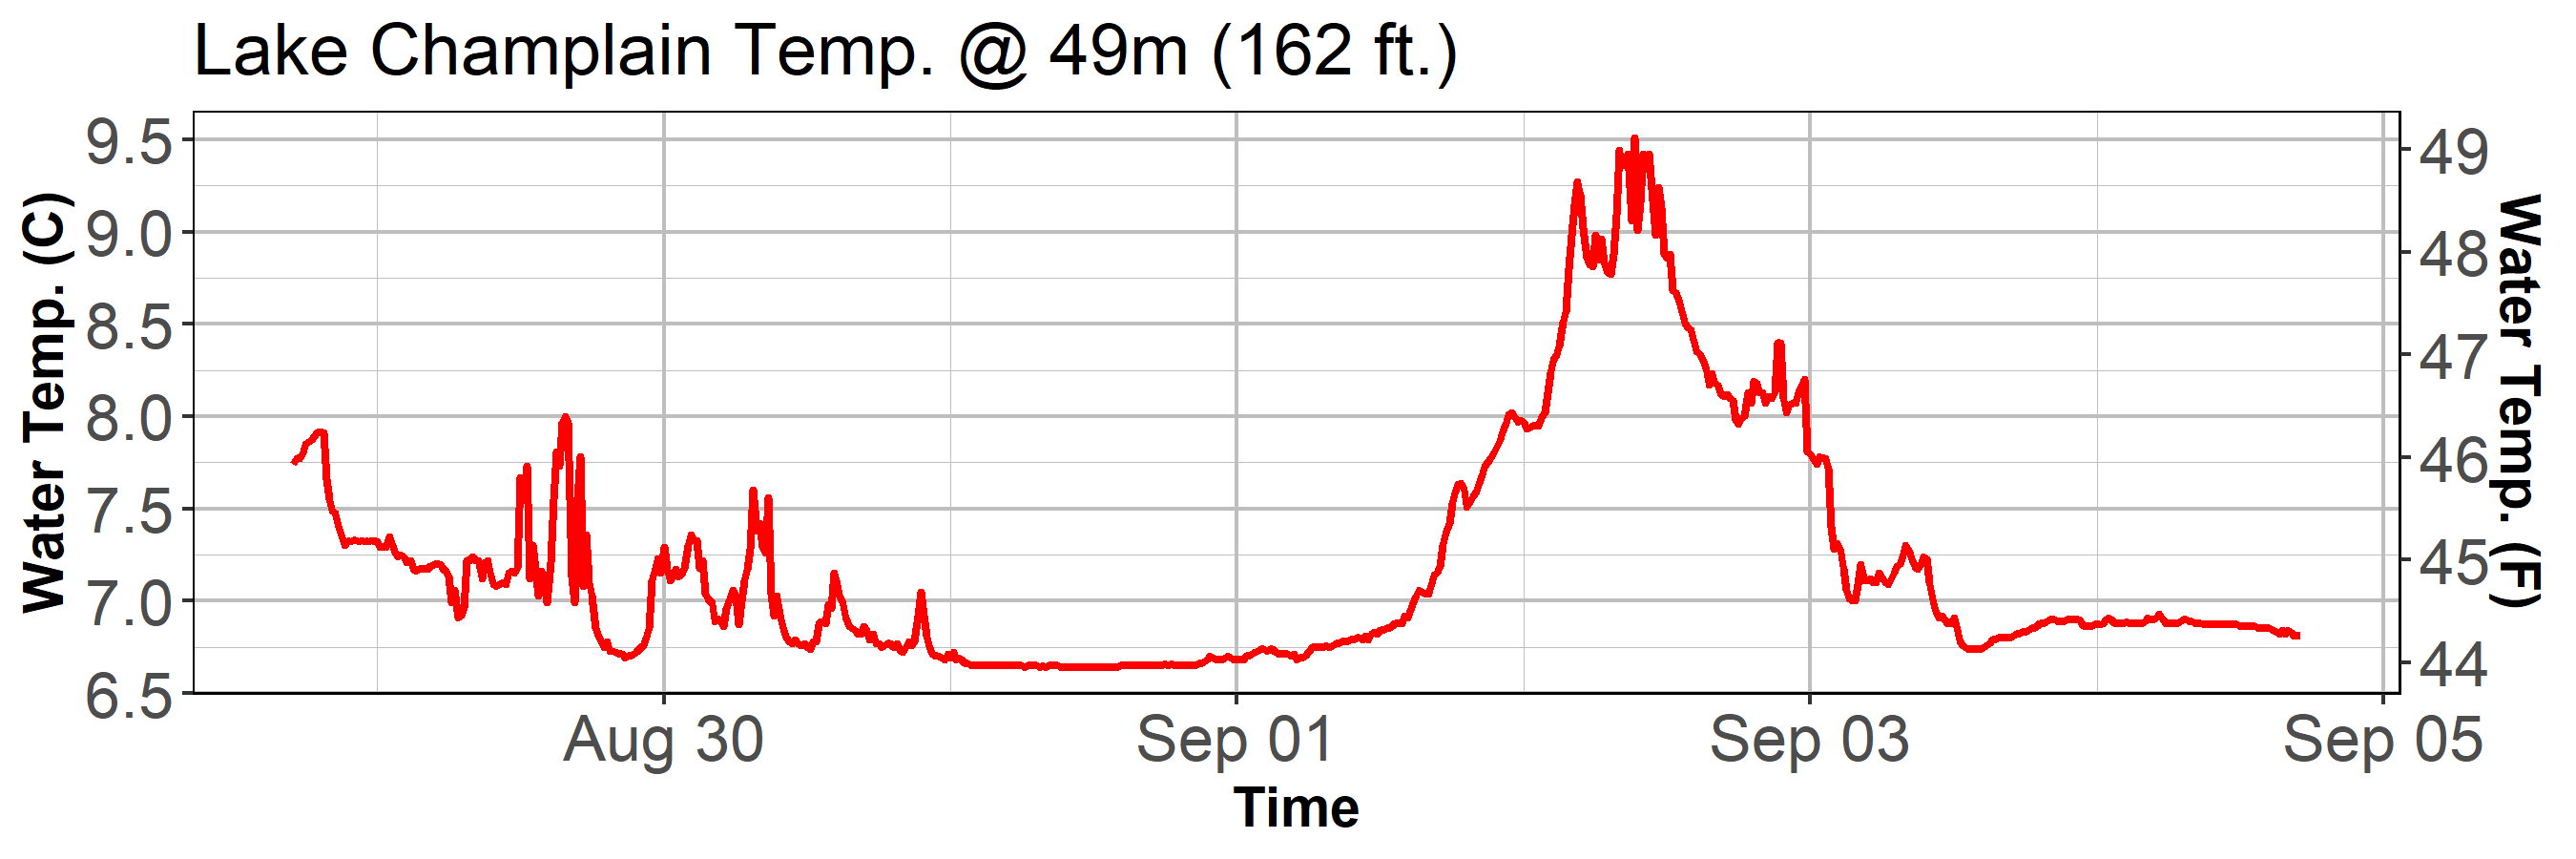 Lake Champlain Temp. @ 49m (162 ft.)
Water Temp. (C)
9.5
9.0
8.5
8.0
7.5
7.0
6.5
49
48
47
46
45
44
Water Temp. (F)
Aug 30
Sep 01
Sep 03
Sep 05
Time